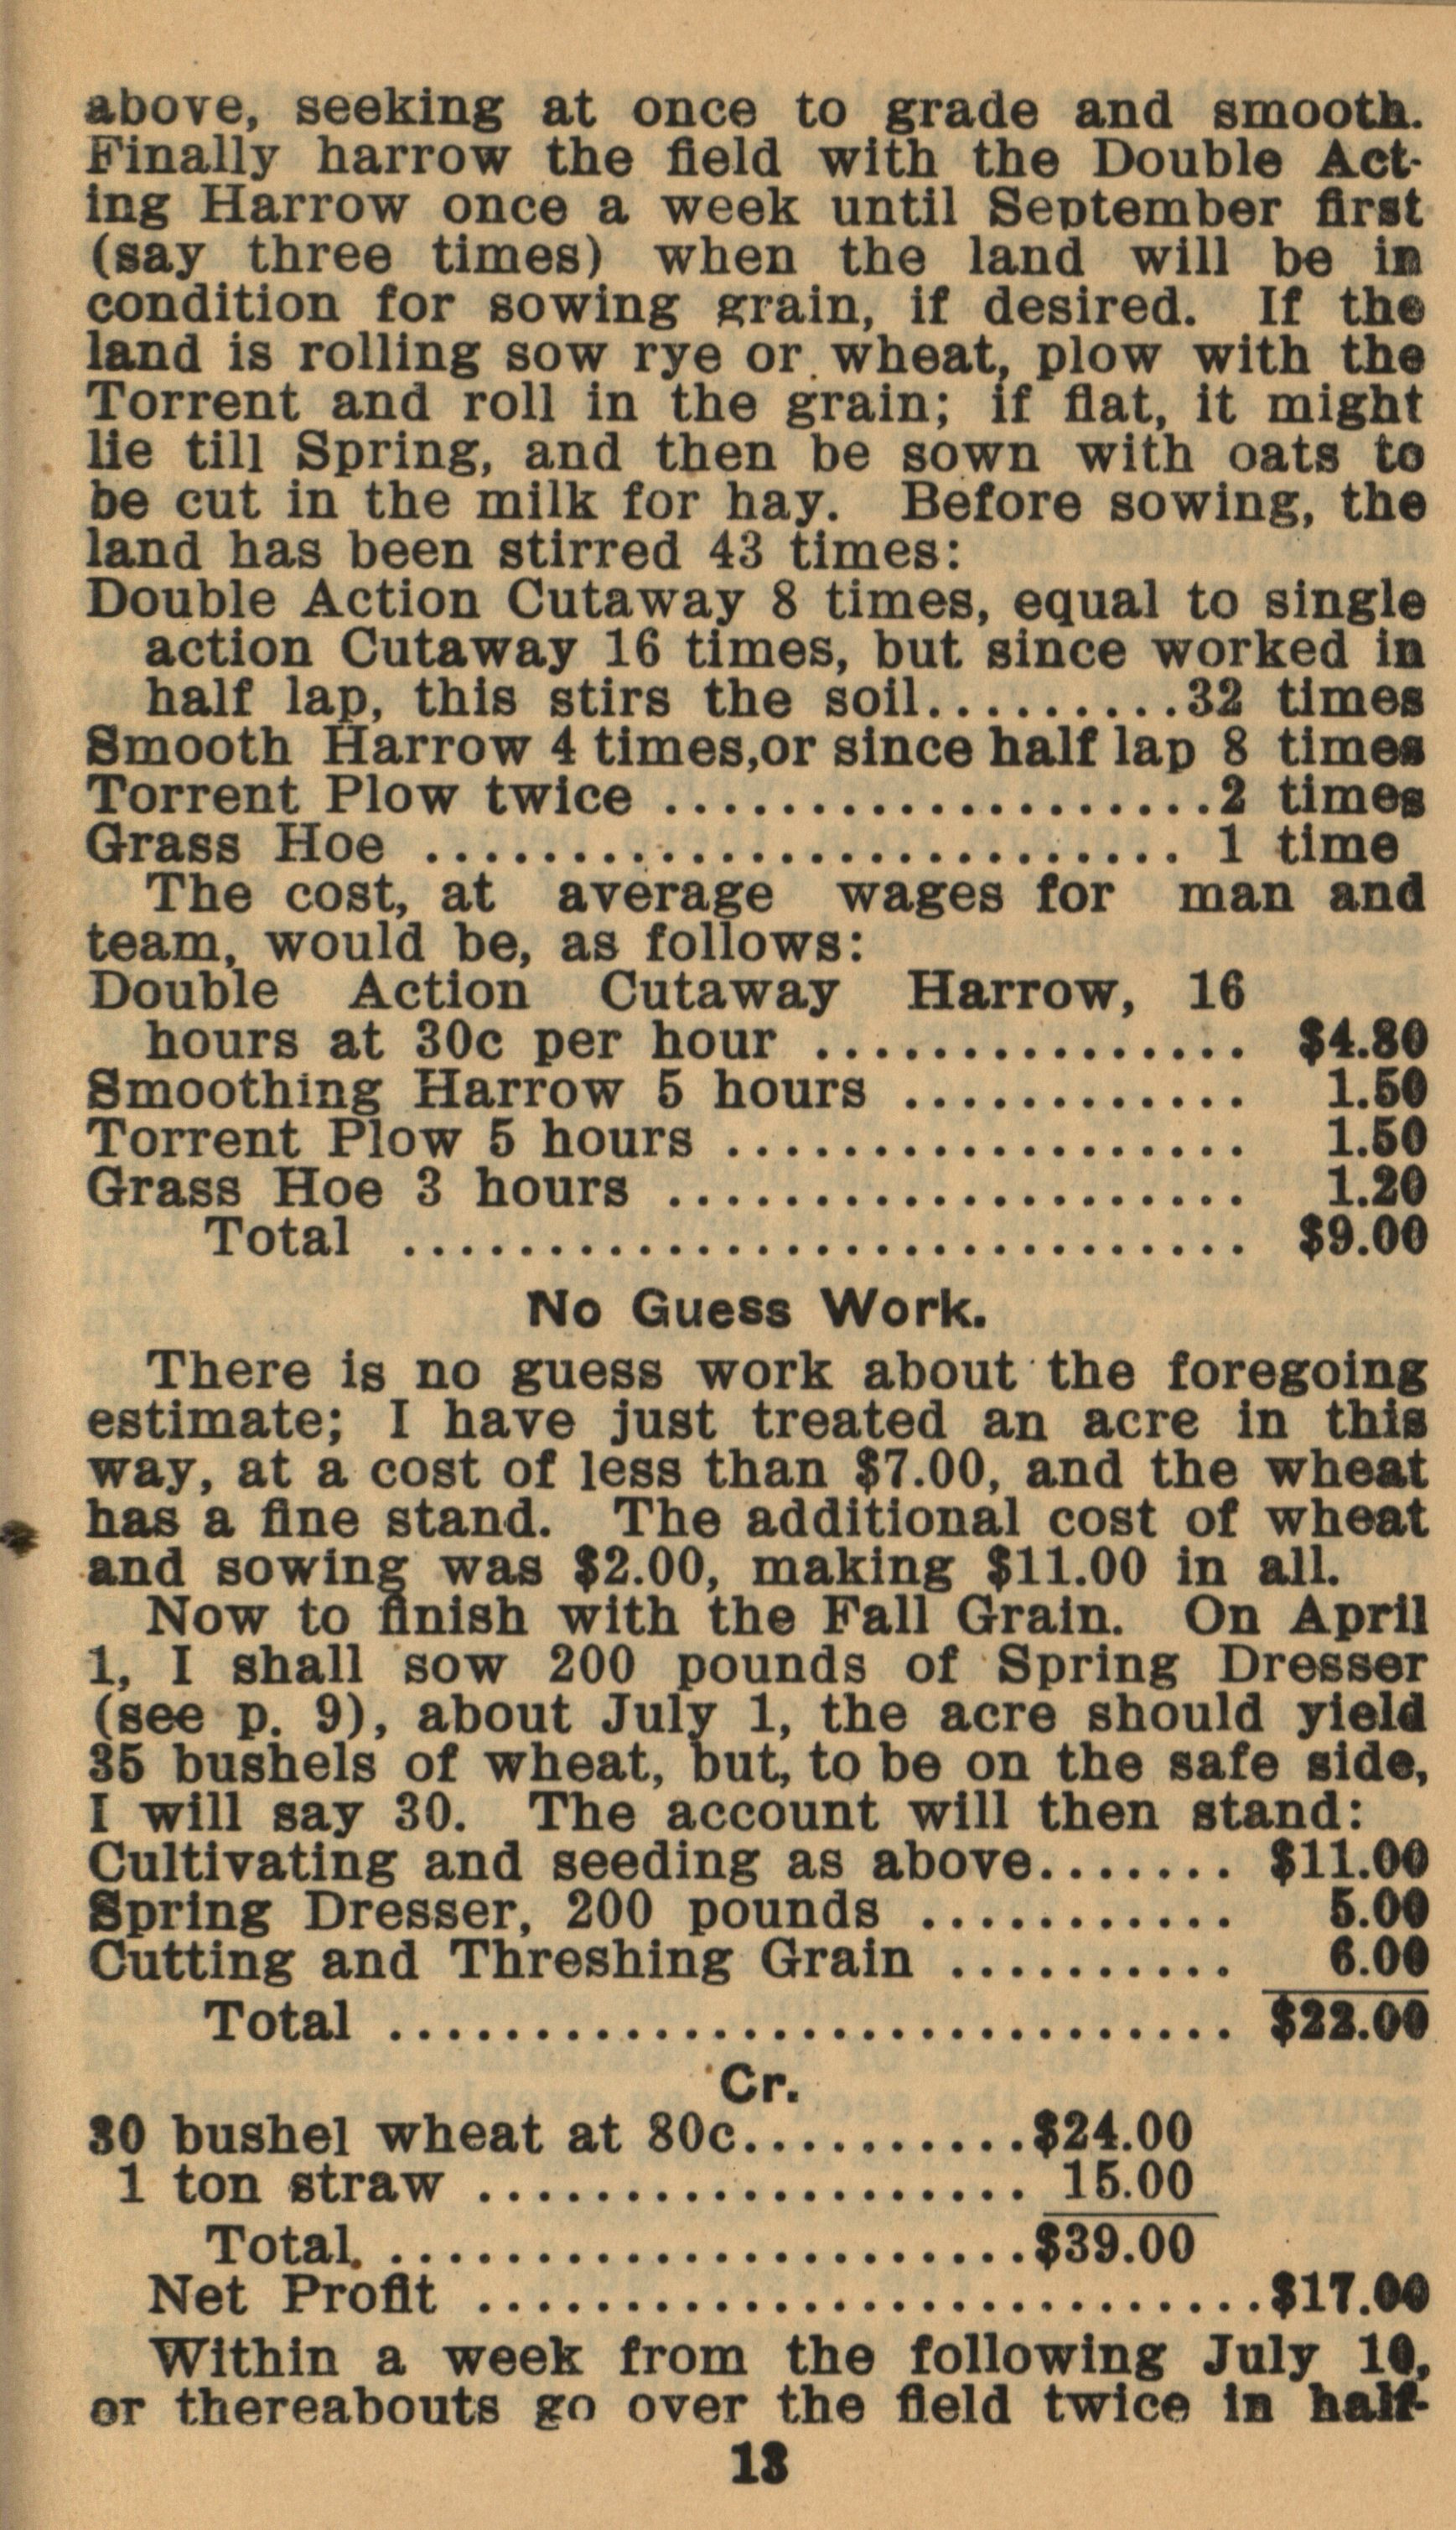 above, seeking at once to grade and smooth.
Finally harrow the field with the Double Act-
ing Harrow once a week until September first
(say three times) when the land will be in
condition for sowing grain, if desired. If the
land is rolling sow rye or wheat, plow with the
Torrent and roll in the grain; if flat, it might
lie till Spring, and then be sown with oats to
be cut in the milk for hay. Before sowing, the
land has been stirred 43 times:
Double Action Cutaway 8 times, equal to single
action Cutaway 16 times, but since worked in
half lap, this stirs the soil.........32 times
Smooth Harrow 4 times,or since half lap 8 times
Torrent Plow twice ...................2 times
Grass Hoe .......................... 1 time
The cost, at average wages for man and
team, would be, as follows:
Double Action Cutaway Harrow, 16
hours at 30c per hour ............... $4.80
Smoothing Harrow 5 hours ............ 1.50
Torrent Plow 5 hours .................. 1.50
Grass Hoe 3 hours .................... 1.20
Total ............................. $9.00
No Guess Work.
There is no guess work about the foregoing
estimate; I have just treated an acre in this
way, at a cost of less than $7.00, and the wheat
has a fine stand. The additional cost of wheat
and sowing was $2.00, making $11.00 in all.
Now to finish with the Fall Grain. On April
1, I shall sow 200 pounds of Spring Dresser
(see p. 9), about July 1, the acre should yield
35 bushels of wheat, but, to be on the safe side,
I will say 30. The account will then stand:
Cultivating and seeding as above....... $11.00
Spring Dresser, 200 pounds ........... 5.00
Cutting and Threshing Grain .......... 6.00
Total ............................. $22.00
Cr.
30 bushel wheat at 80c..........$24.00
1 ton straw ................... 15.00
Total. ......................$39.00
Net Profit ...........................$17.00
Within a week from the following July 10,
or thereabouts go over the field twice in half-
13